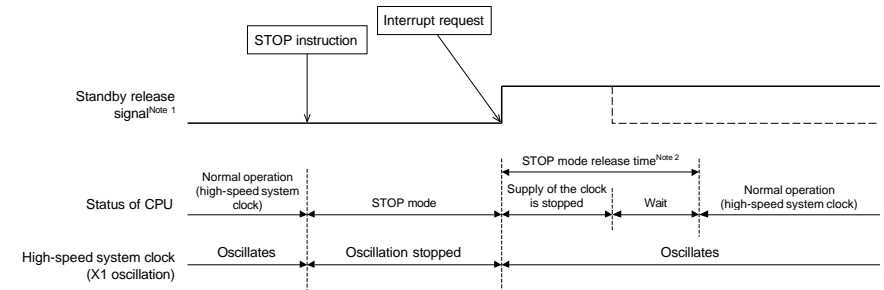 Interrupt request
STOP instruction
Standby release
signalNote 1
STOP mode release timeNote 2
Status of CPU
Normal operation
(high-speed system
clock)
STOP mode
Supply of the clock
is stopped
Wait
Normal operation
(high-speed system clock)
High-speed system clock
(X1 oscillation)
Oscillates
Oscillation stopped
Oscillates